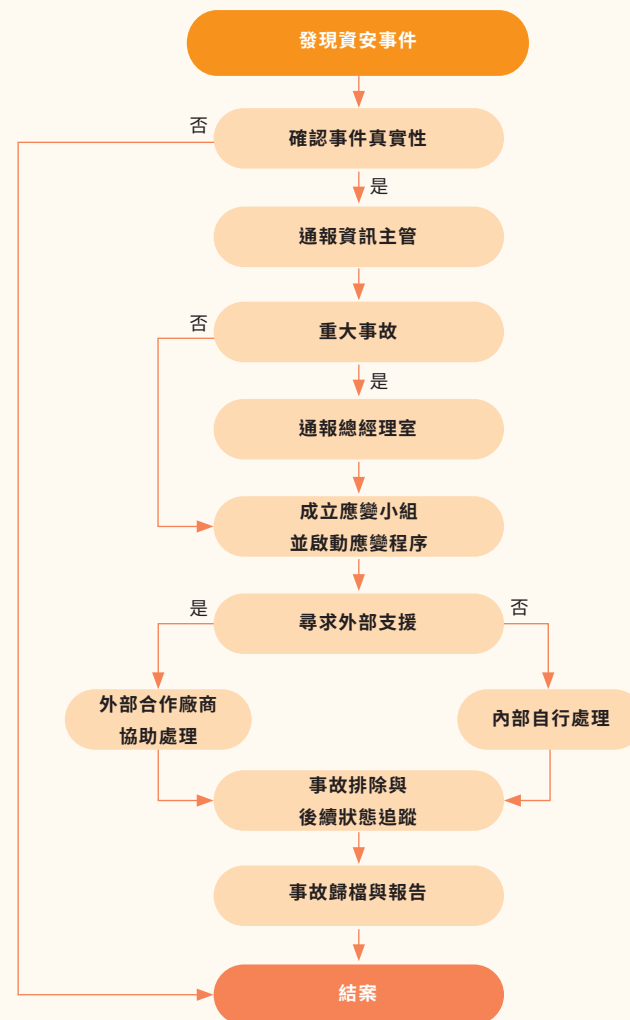 發現資安事件
否
確認事件真實性
是
通報資訊主管
否
重大事故
是
通報總經理室
成立應變小組
並啟動應變程序
是
尋求外部支援
否
外部合作廠商
協助處理
內部自行處理
事故排除與
後續狀態追蹤
事故歸檔與報告
結案